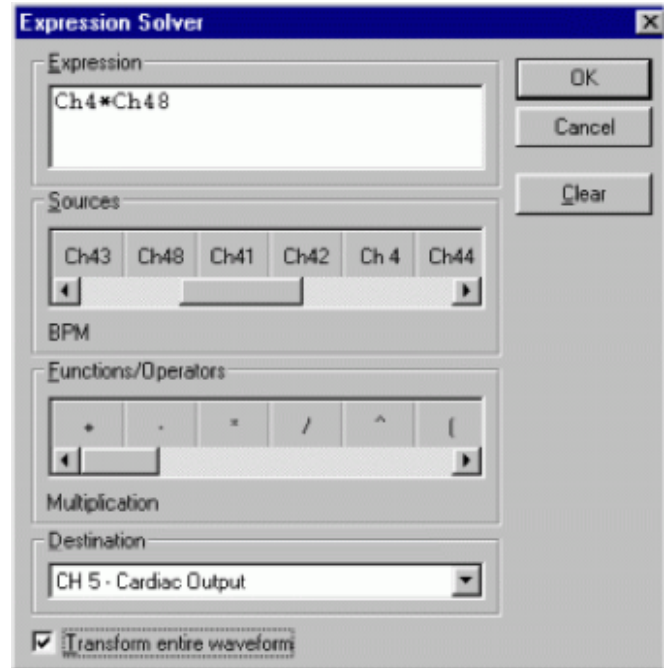 Expression Solver
Expression
Ch4*Ch48
OK
Cancel
Clear
Sources
Ch43 Ch48 Ch41 Ch42 Ch 4 Ch44
BPM
Functions/Operators
+ - * / ^ (
Multiplication
Destination
CH 5 - Cardiac Output
Transform entire waveform